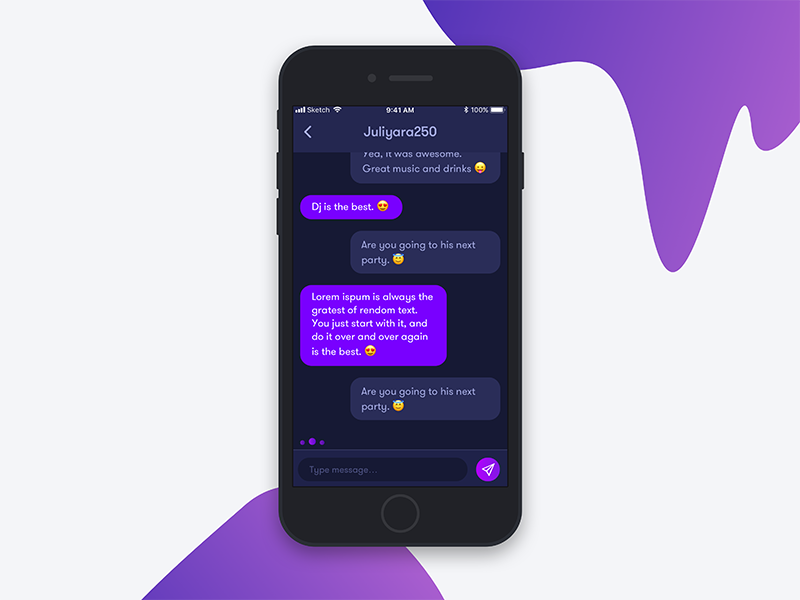 Sketch 9:41 AM 100%
Juliyara250
Yea, it was awesome.
Great music and drinks 😝
Dj is the best. 😍
Are you going to his next
party. 😇
Lorem ispum is always the
gratest of rendom text.
You just start with it, and
do it over and over again
is the best. 😍
Are you going to his next
party. 😇
Type message...